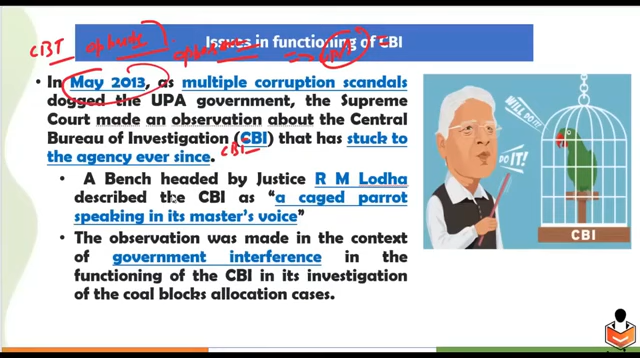 Issues in functioning of CBI
CBI
• In May 2013, as multiple corruption scandals
dogged the UPA government, the Supreme
Court made an observation about the Central
Bureau of Investigation (CBI) that has stuck
to the agency ever since.
CBI
• A Bench headed by Justice R M Lodha
described the CBI as "a caged parrot
speaking in its master's voice"
• The observation was made in the context
of government interference in the
functioning of the CBI in its investigation
of the coal blocks allocation cases.
WILL DO IT!
DO IT!
CBI